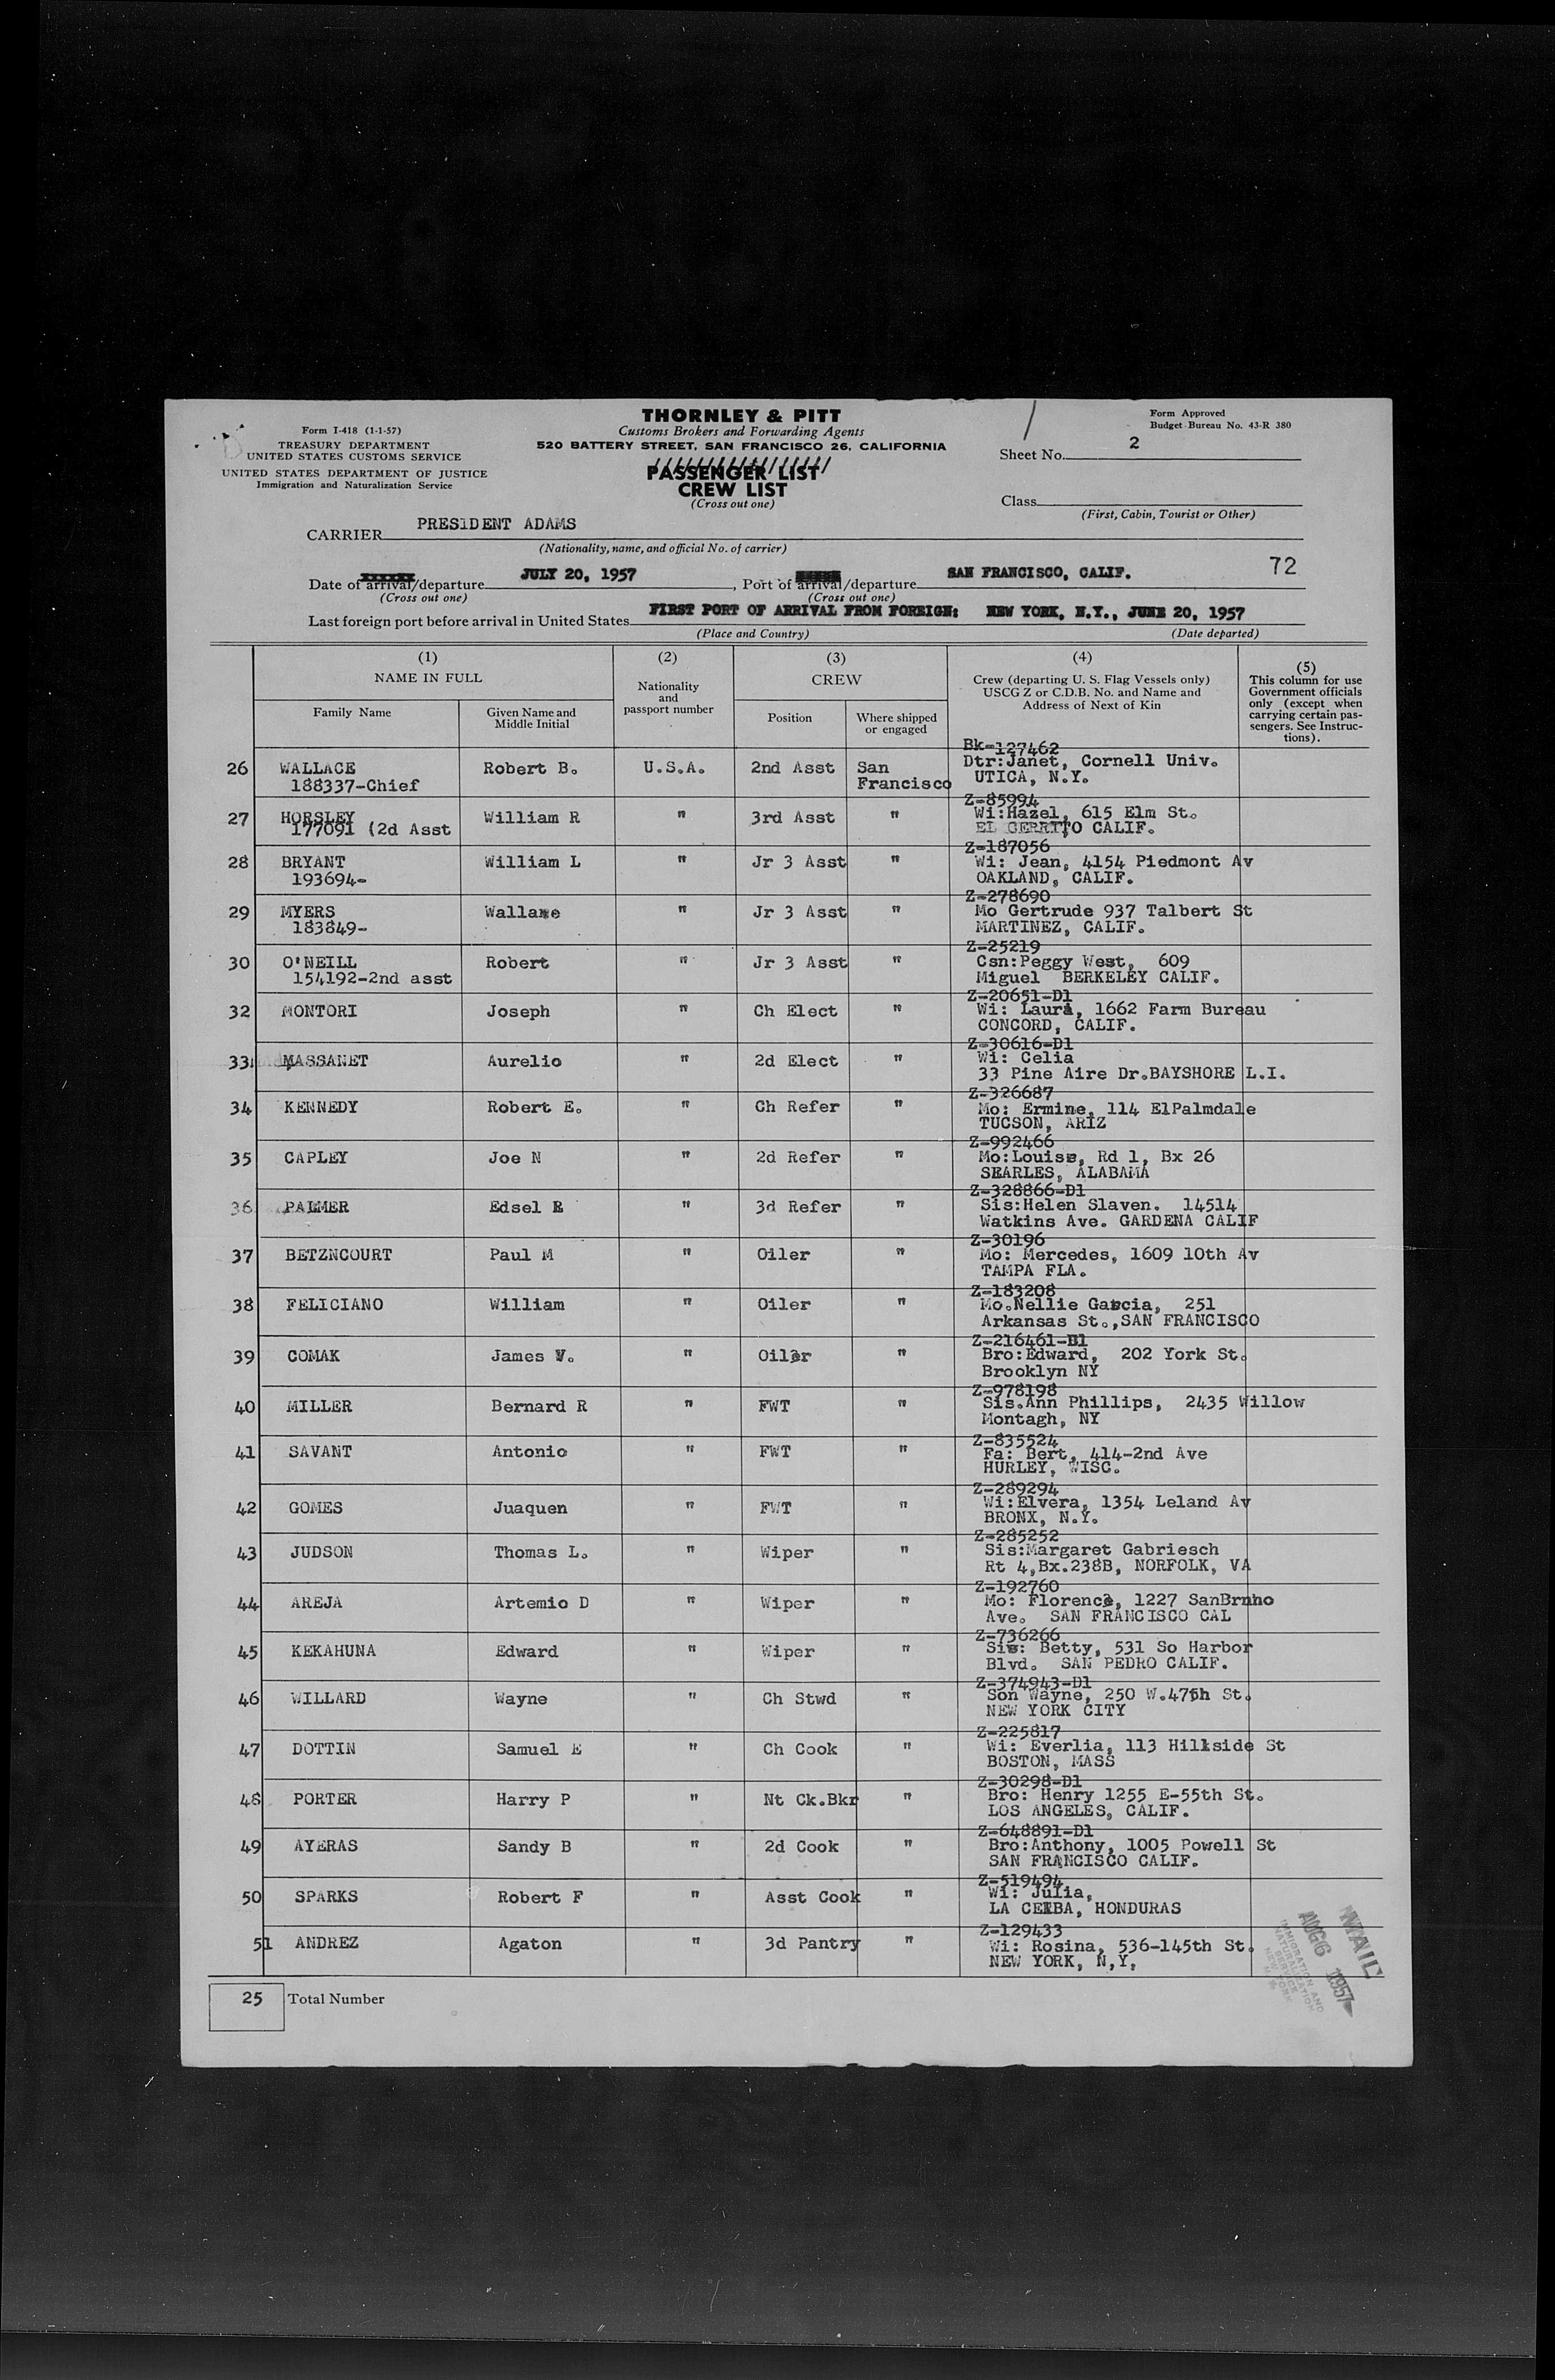 Form I-418 (1-1-57)
TREASURY DEPARTMENT
UNITED STATES CUSTOMS SERVICE
UNITED STATES DEPARTMENT OF JUSTICE
Immigration and Naturalization Service
THORNLEY & PITT
Customs Brokers and Forwarding Agents
520 BATTERY STREET, SAN FRANCISCO 26, CALIFORNIA
PASSENGER LIST
CREW LIST
(Cross out one)
Form Approved
Budget Bureau No. 43-R 380
Sheet No. 2
Class
(First, Cabin, Tourist or Other)
CARRIER PRESIDENT ADAMS
(Nationality, name, and official No. of carrier)
72
Date of arrival/departure JULY 20, 1957, Port of arrival/departure SAN FRANCISCO, CALIF.
(Cross out one) (Cross out one)
Last foreign port before arrival in United States FIRST PORT OF ARRIVAL FROM FOREIGN: NEW YORK, N.Y., JUNE 20, 1957
(Place and Country) (Date departed)
(1) NAME IN FULL
Family Name
Given Name and Middle Initial
(2) Nationality and passport number
(3) CREW
Position
Where shipped or engaged
(4) Crew (departing U. S. Flag Vessels only) USCG Z or C.D.B. No. and Name and Address of Next of Kin
(5) This column for use Government officials only (except when carrying certain passengers. See Instructions).
Bk-127462
26 WALLACE Robert B. U.S.A. 2nd Asst San Dtr:Janet, Cornell Univ.
188337-Chief Francisco UTICA, N.Y.
Z-85994
27 HORSLEY William R " 3rd Asst " Wi:Hazel, 615 Elm St.
177091 (2d Asst EL CERRITO CALIF.
Z-187056
28 BRYANT William L " Jr 3 Asst " Wi: Jean, 4154 Piedmont Av
193694- OAKLAND, CALIF.
Z-278690
29 MYERS Wallace " Jr 3 Asst " Mo Gertrude 937 Talbert St
183849- MARTINEZ, CALIF.
Z-25219
30 O'NEILL Robert " Jr 3 Asst " Csn:Peggy West, 609
154192-2nd asst Miguel BERKELEY CALIF.
Z-20651-D1
32 MONTORI Joseph " Ch Elect " Wi: Laura, 1662 Farm Bureau
CONCORD, CALIF.
Z-30616-D1
33 MASSANET Aurelio " 2d Elect " Wi: Celia
33 Pine Aire Dr.BAYSHORE L.I.
Z-326687
34 KENNEDY Robert E. " Ch Refer " Mo: Ermine, 114 ElPalmdale
TUCSON, ARIZ
Z-992466
35 CAPLEY Joe N " 2d Refer " Mo:Louise, Rd 1, Bx 26
SEARLES, ALABAMA
Z-328866-D1
36 PALMER Edsel E " 3d Refer " Sis:Helen Slaven. 14514
Watkins Ave. GARDENA CALIF
Z-30196
37 BETZNCOURT Paul M " Oiler " Mo: Mercedes, 1609 10th Av
TAMPA FLA.
Z-183208
38 FELICIANO William " Oiler " Mo.Nellie Garcia, 251
Arkansas St.,SAN FRANCISCO
Z-216461-D1
39 COMAK James V. " Oiler " Bro:Edward, 202 York St.
Brooklyn NY
Z-978198
40 MILLER Bernard R " FWT " Sis.Ann Phillips, 2435 Willow
Montagh, NY
Z-835524
41 SAVANT Antonio " FWT " Fa: Bert, 414-2nd Ave
HURLEY, WISC.
Z-289294
42 GOMES Juaquen " FWT " Wi:Elvera, 1354 Leland Av
BRONX, N.Y.
Z-285252
43 JUDSON Thomas L. " Wiper " Sis:Margaret Gabriesch
Rt 4,Bx.238B, NORFOLK, VA
Z-192760
44 AREJA Artemio D " Wiper " Mo: Florence, 1227 SanBrnho
Ave. SAN FRANCISCO CAL
Z-736266
45 KEKAHUNA Edward " Wiper " Sis: Betty, 531 So Harbor
Blvd. SAN PEDRO CALIF.
Z-374943-D1
46 WILLARD Wayne " Ch Stwd " Son Wayne, 250 W.47th St.
NEW YORK CITY
Z-225817
47 DOTTIN Samuel E " Ch Cook " Wi: Everlia, 113 Hillside St
BOSTON, MASS
Z-30298-D1
48 PORTER Harry P " Nt Ck.Bkr " Bro: Henry 1255 E-55th St.
LOS ANGELES, CALIF.
Z-648891-D1
49 AYERAS Sandy B " 2d Cook " Bro:Anthony, 1005 Powell St
SAN FRANCISCO CALIF.
Z-519494
50 SPARKS Robert F " Asst Cook " Wi: Julia,
LA CEIBA, HONDURAS
Z-129433
51 ANDREZ Agaton " 3d Pantry " Wi: Rosina, 536-145th St.
NEW YORK, N,Y,
25 Total Number
MAIL
AUG 6 1957
IMMIGRATION AND
NATURALIZATION
SERVICE